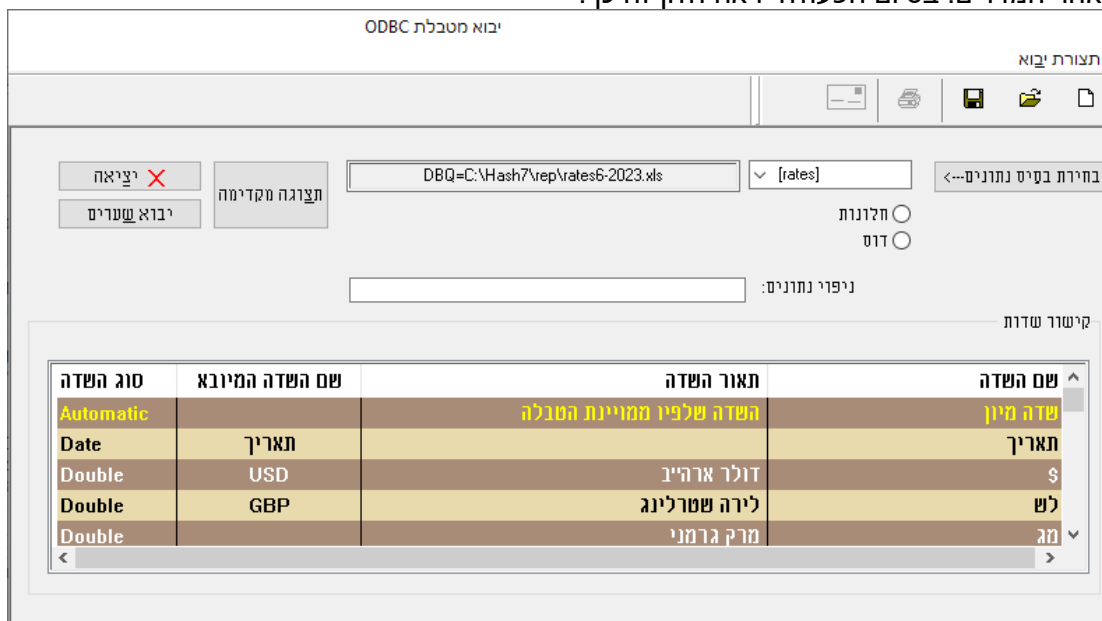 יבוא מטבלת ODBC
תצורת יבוא
בחירת בסיס נתונים--->
[rates]
DBQ=C:\Hash7\rep\rates6-2023.xls
תצוגה מקדימה
יציאה
יבוא שערים
חלונות
דוס
ניפוי נתונים:
קישור שדות
שם השדה תאור השדה שם השדה המיובא סוג השדה
שדה מיון השדה שלפיו ממויינת הטבלה Automatic
תאריך תאריך Date
$ דולר ארה"ב USD Double
לש לירה שטרלינג GBP Double
מג מרק גרמני Double